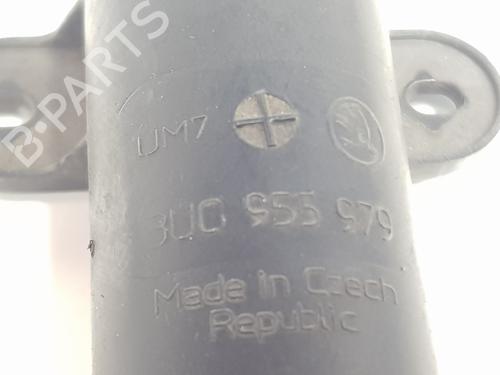 B-PARTS
UM7
3U0 955 979
Made in Czech
Republic